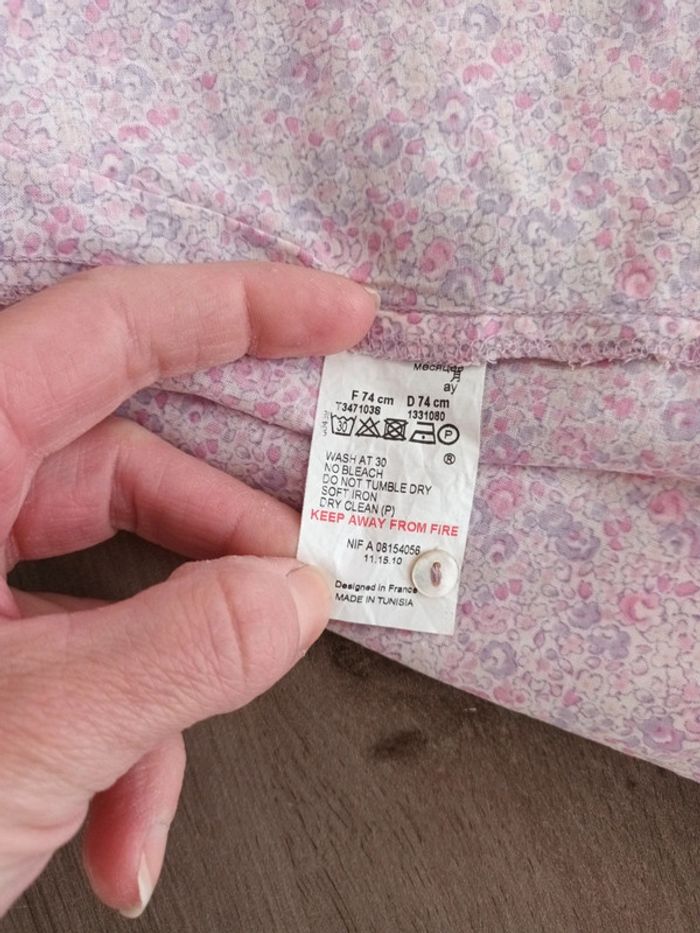 F 74 cm D 74 cm
T3471036 1331080
30 P
®
WASH AT 30
NO BLEACH
DO NOT TUMBLE DRY
SOFT IRON
DRY CLEAN (P)
KEEP AWAY FROM FIRE
NIF A 08154056
11.15.10
Designed in France
MADE IN TUNISIA